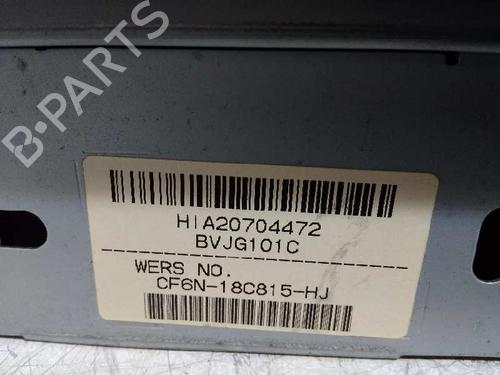 B-PARTS
HIA20704472
BVJG101C
WERS NO.
CF6N-18C815-HJ